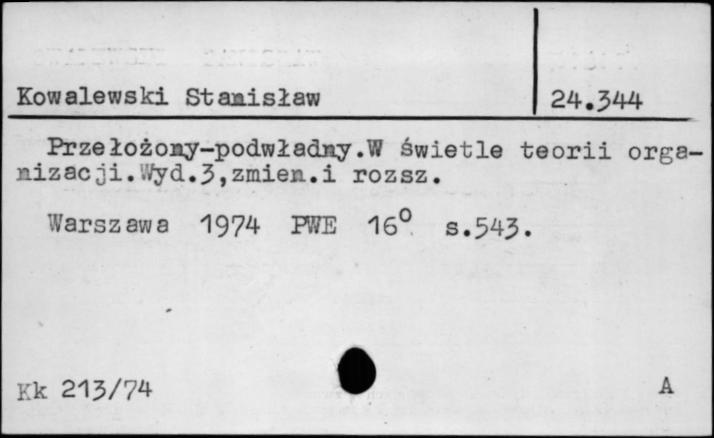 Kowalewski Stanisław 24.344
Przełożony-podwładny.W świetle teorii orga-
nizacji.Wyd.3,zmien.i rozsz.
Warszawa 1974 PWE 16° s.543.
Kk 213/74 A